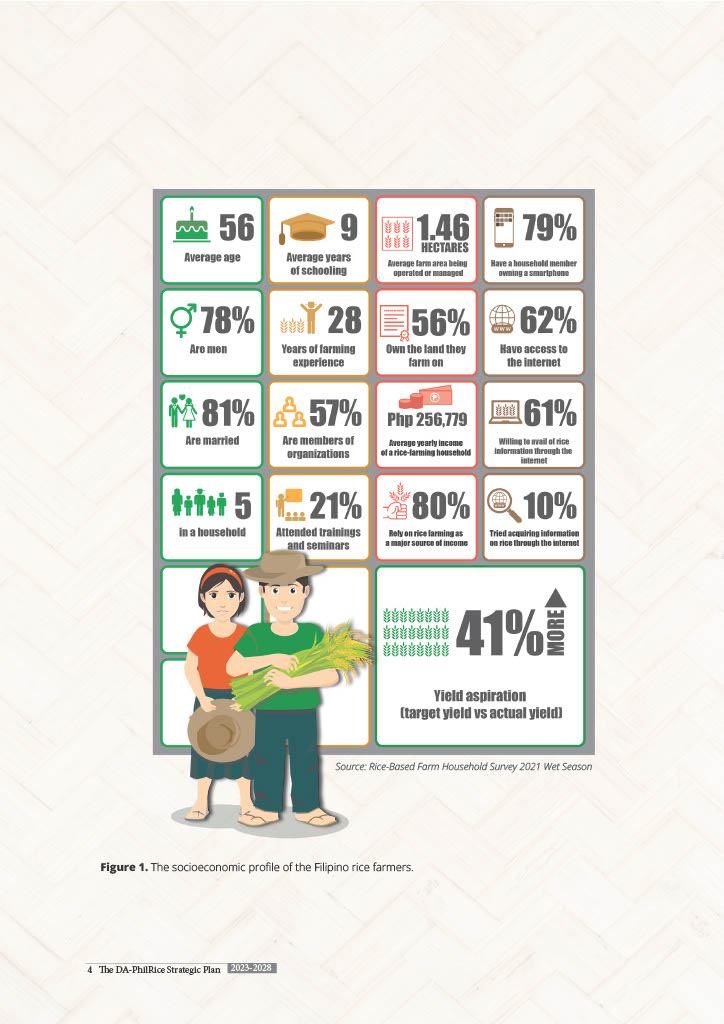 56
Average age
9
Average years
of schooling
1.46
HECTARES
Average farm area being
operated or managed
79%
Have a household member
owning a smartphone
78%
Are men
28
Years of farming
experience
56%
Own the land they
farm on
WWW
62%
Have access to
the internet
81%
Are married
57%
Are members of
organizations
₱
Php 256,779
Average yearly income
of a rice-farming household
61%
Willing to avail of rice
information through the
internet
5
in a household
21%
Attended trainings
and seminars
80%
Rely on rice farming as
a major source of income
WWW
10%
Tried acquiring information
on rice through the internet
41%
MORE
Yield aspiration
(target yield vs actual yield)
Source: Rice-Based Farm Household Survey 2021 Wet Season
Figure 1. The socioeconomic profile of the Filipino rice farmers.
4 The DA-PhilRice Strategic Plan 2023-2028